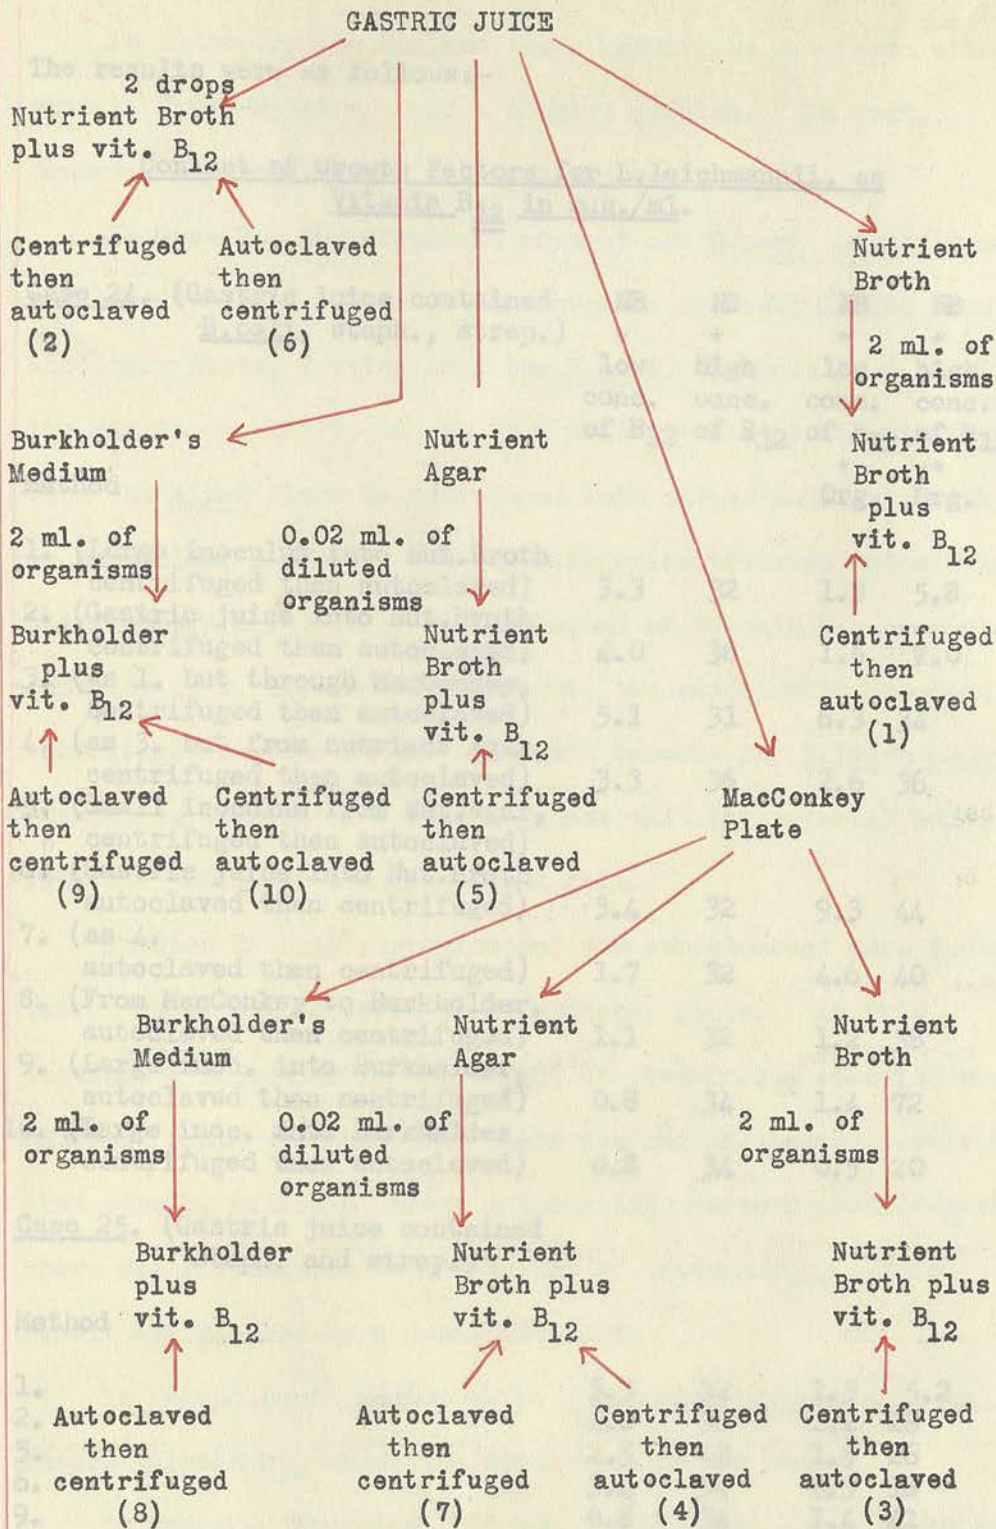 GASTRIC JUICE
2 drops
Nutrient Broth
plus vit. B12
Centrifuged
then
autoclaved
(2)
Autoclaved
then
centrifuged
(6)
Nutrient
Broth
2 ml. of
organisms
Burkholder's
Medium
Nutrient
Agar
Nutrient
Broth
plus
vit. B12
2 ml. of
organisms
0.02 ml. of
diluted
organisms
Burkholder
plus
vit. B12
Nutrient
Broth
plus
vit. B12
Centrifuged
then
autoclaved
(1)
Autoclaved
then
centrifuged
(9)
Centrifuged
then
autoclaved
(10)
Centrifuged
then
autoclaved
(5)
MacConkey
Plate
Burkholder's
Medium
Nutrient
Agar
Nutrient
Broth
2 ml. of
organisms
0.02 ml. of
diluted
organisms
2 ml. of
organisms
Burkholder
plus
vit. B12
Nutrient
Broth plus
vit. B12
Nutrient
Broth plus
vit. B12
Autoclaved
then
centrifuged
(8)
Autoclaved
then
centrifuged
(7)
Centrifuged
then
autoclaved
(4)
Centrifuged
then
autoclaved
(3)